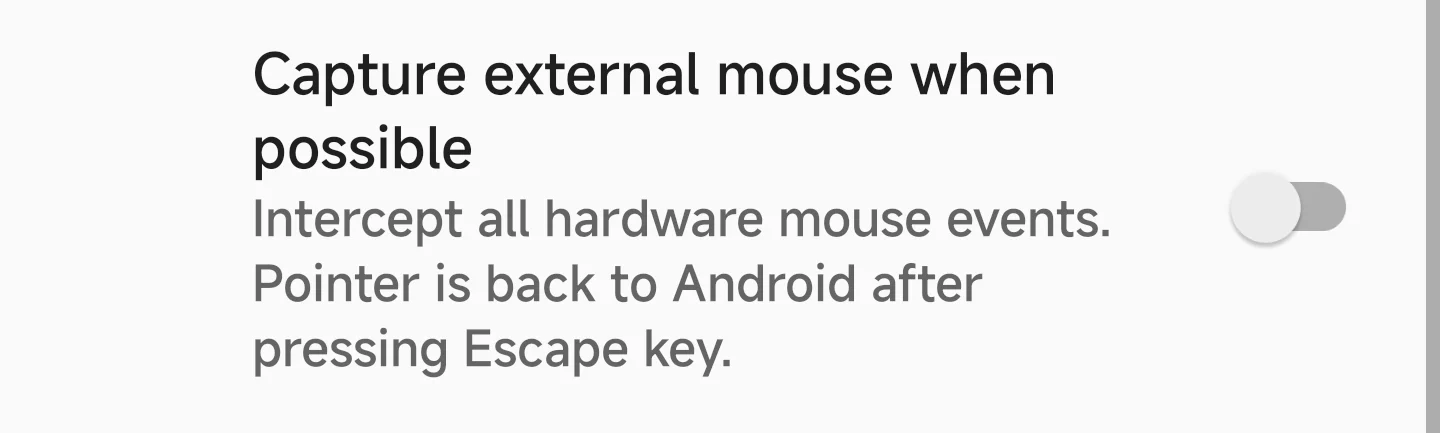 Capture external mouse when
possible
Intercept all hardware mouse events.
Pointer is back to Android after
pressing Escape key.